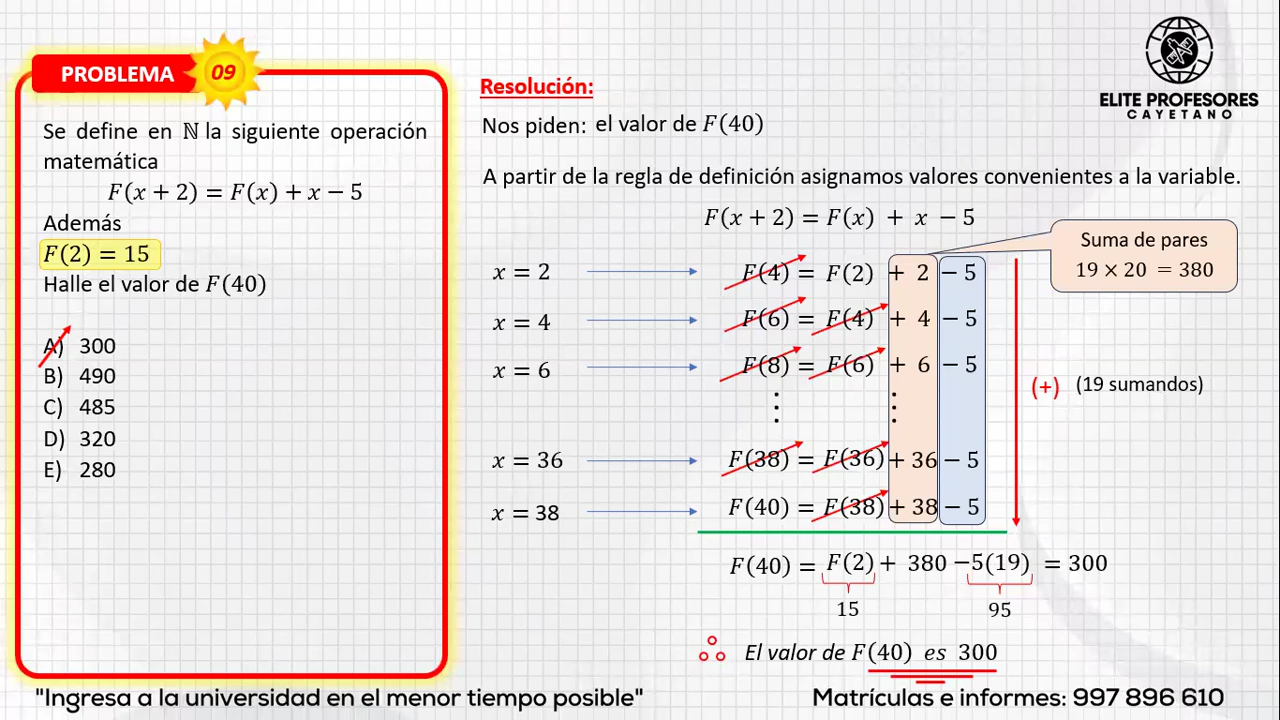 PROBLEMA 09
Se define en ℕ la siguiente operación
matemática
F(x + 2) = F(x) + x − 5
Además
F(2) = 15
Halle el valor de F(40)
A) 300
B) 490
C) 485
D) 320
E) 280
ELITE PROFESORES
CAYETANO
Resolución:
Nos piden: el valor de F(40)
A partir de la regla de definición asignamos valores convenientes a la variable.
F(x + 2) = F(x) + x − 5
Suma de pares
19 × 20 = 380
x = 2 F(4) = F(2) + 2 − 5
x = 4 F(6) = F(4) + 4 − 5
x = 6 F(8) = F(6) + 6 − 5
⋮ ⋮
(+) (19 sumandos)
x = 36 F(38) = F(36) + 36 − 5
x = 38 F(40) = F(38) + 38 − 5
F(40) = F(2) + 380 −5(19) = 300
15 95
∴ El valor de F(40) es 300
"Ingresa a la universidad en el menor tiempo posible"
Matrículas e informes: 997 896 610